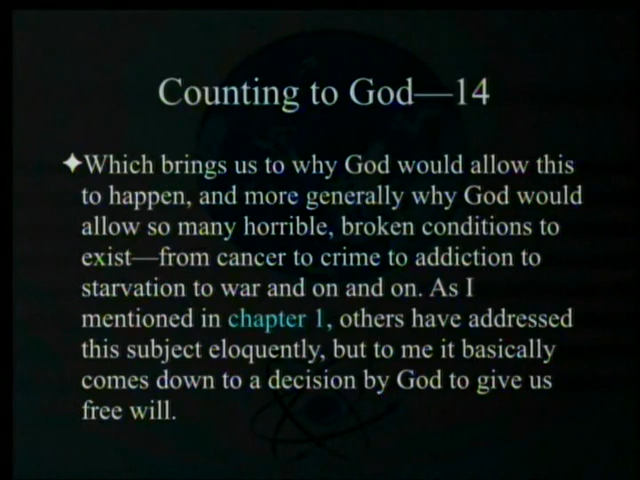 Counting to God—14
✦Which brings us to why God would allow this
to happen, and more generally why God would
allow so many horrible, broken conditions to
exist—from cancer to crime to addiction to
starvation to war and on and on. As I
mentioned in chapter 1, others have addressed
this subject eloquently, but to me it basically
comes down to a decision by God to give us
free will.